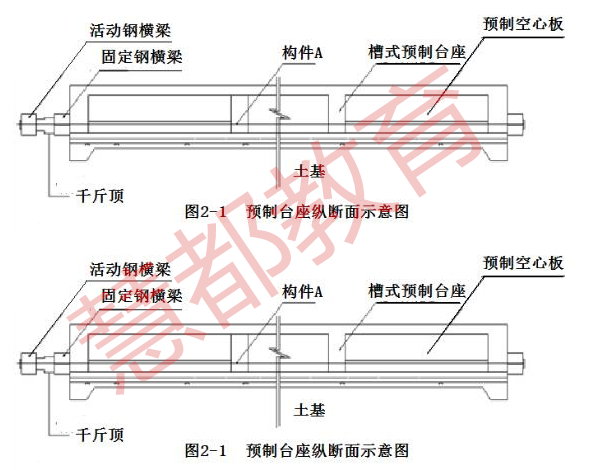 活动钢横梁
预制空心板
固定钢横梁
构件A
槽式预制台座
土基
千斤顶
图2-1 预制台座纵断面示意图
慧都教育
活动钢横梁
预制空心板
固定钢横梁
构件A
槽式预制台座
土基
千斤顶
图2-1 预制台座纵断面示意图